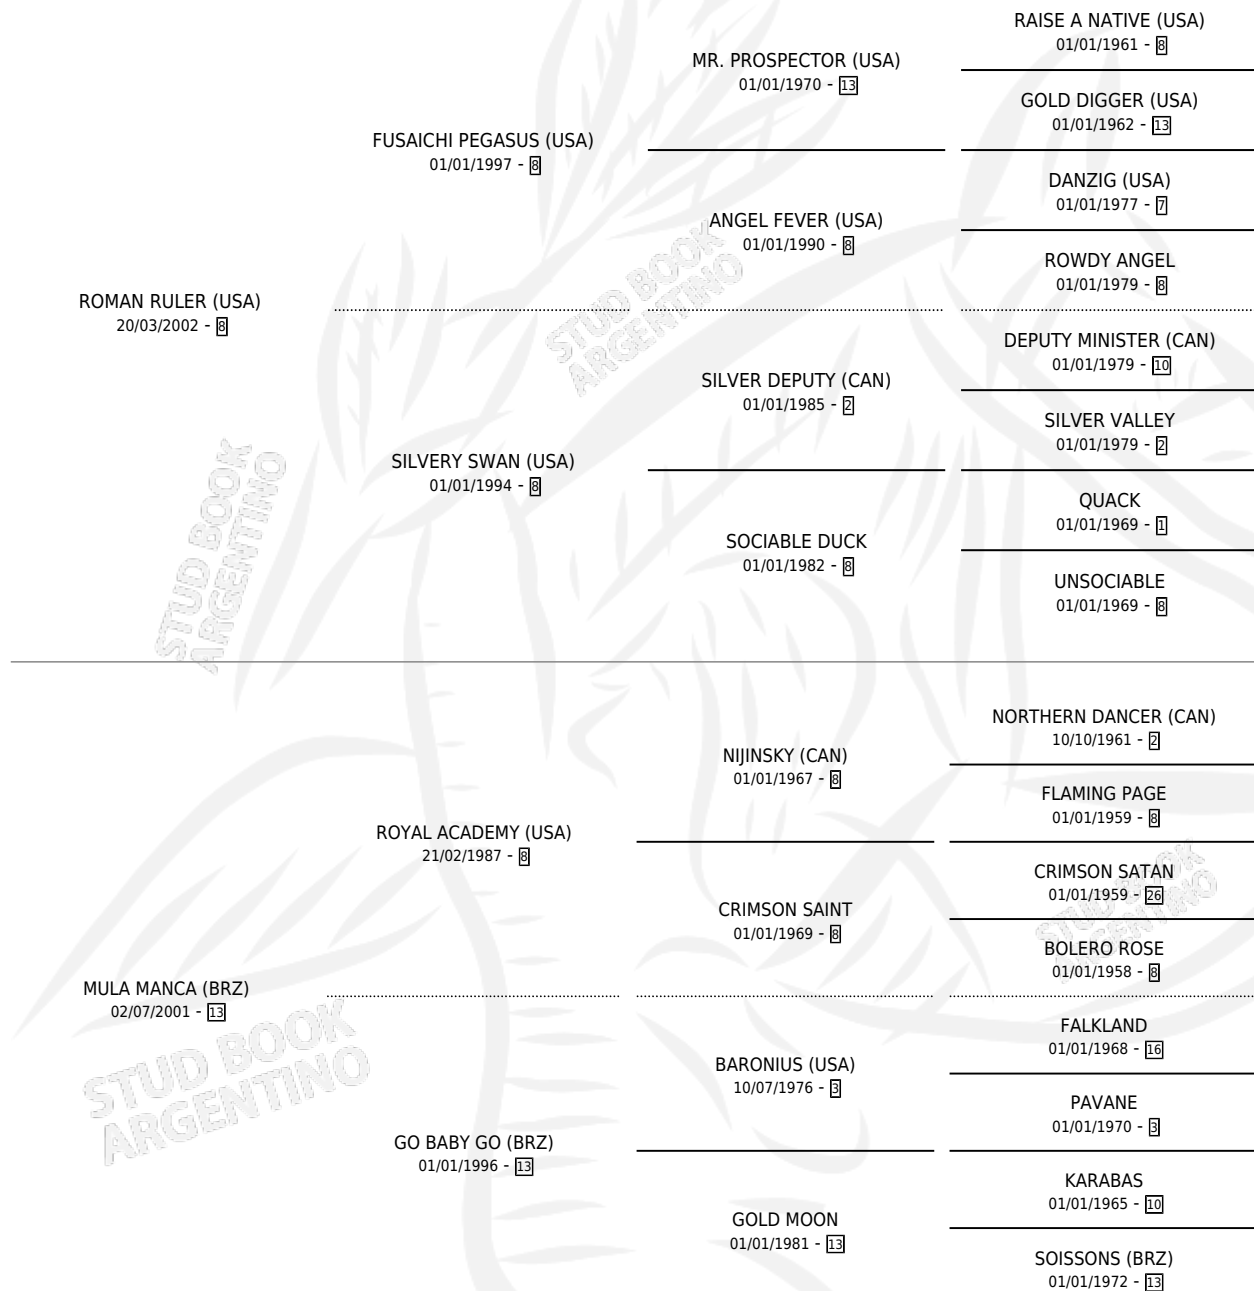 RAISE A NATIVE (USA)
01/01/1961 - 8
MR. PROSPECTOR (USA)
01/01/1970 - 13
GOLD DIGGER (USA)
01/01/1962 - 13
FUSAICHI PEGASUS (USA)
01/01/1997 - 8
DANZIG (USA)
01/01/1977 - 7
ANGEL FEVER (USA)
01/01/1990 - 8
ROWDY ANGEL
01/01/1979 - 8
ROMAN RULER (USA)
20/03/2002 - 8
DEPUTY MINISTER (CAN)
01/01/1979 - 10
SILVER DEPUTY (CAN)
01/01/1985 - 2
SILVER VALLEY
01/01/1979 - 2
SILVERY SWAN (USA)
01/01/1994 - 8
QUACK
01/01/1969 - 1
SOCIABLE DUCK
01/01/1982 - 8
UNSOCIABLE
01/01/1969 - 8
NORTHERN DANCER (CAN)
10/10/1961 - 2
NIJINSKY (CAN)
01/01/1967 - 8
FLAMING PAGE
01/01/1959 - 8
ROYAL ACADEMY (USA)
21/02/1987 - 8
CRIMSON SATAN
01/01/1959 - 26
CRIMSON SAINT
01/01/1969 - 8
BOLERO ROSE
01/01/1958 - 8
MULA MANCA (BRZ)
02/07/2001 - 13
FALKLAND
01/01/1968 - 16
BARONIUS (USA)
10/07/1976 - 3
PAVANE
01/01/1970 - 3
GO BABY GO (BRZ)
01/01/1996 - 13
KARABAS
01/01/1965 - 10
GOLD MOON
01/01/1981 - 13
SOISSONS (BRZ)
01/01/1972 - 13
STUD BOOK
ARGENTINO
STUD BOOK
ARGENTINO
STUD BOOK
ARGENTINO
STUD BOOK
ARGENTINO